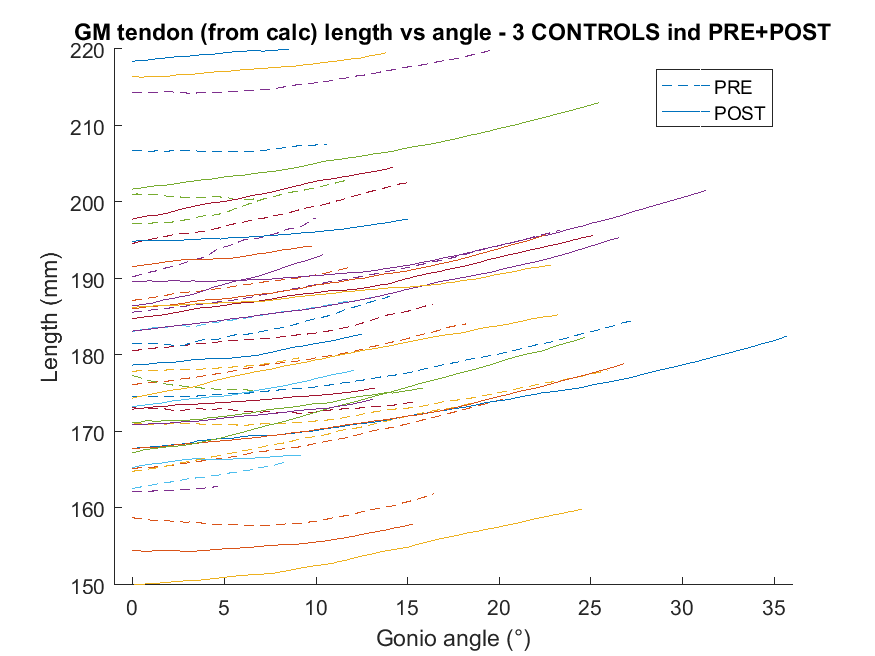 GM tendon (from calc) length vs angle - 3 CONTROLS ind PRE+POST
220
210
200
190
180
170
160
150
Length (mm)
PRE
POST
0 5 10 15 20 25 30 35
Gonio angle (°)